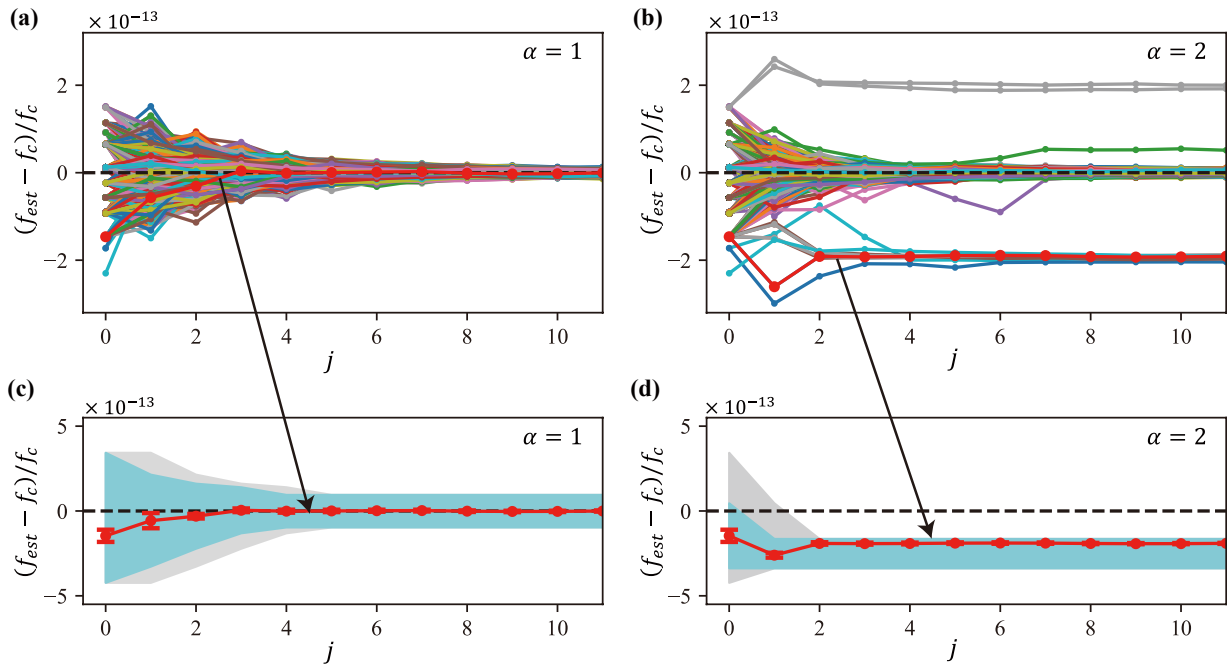 (a)
× 10⁻¹³
α = 1
2
0
−2
(f_est − f_c)/f_c
0 2 4 6 8 10
j
(b)
× 10⁻¹³
α = 2
2
0
−2
(f_est − f_c)/f_c
0 2 4 6 8 10
j
(c)
× 10⁻¹³
α = 1
5
0
−5
(f_est − f_c)/f_c
0 2 4 6 8 10
j
(d)
× 10⁻¹³
α = 2
5
0
−5
(f_est − f_c)/f_c
0 2 4 6 8 10
j